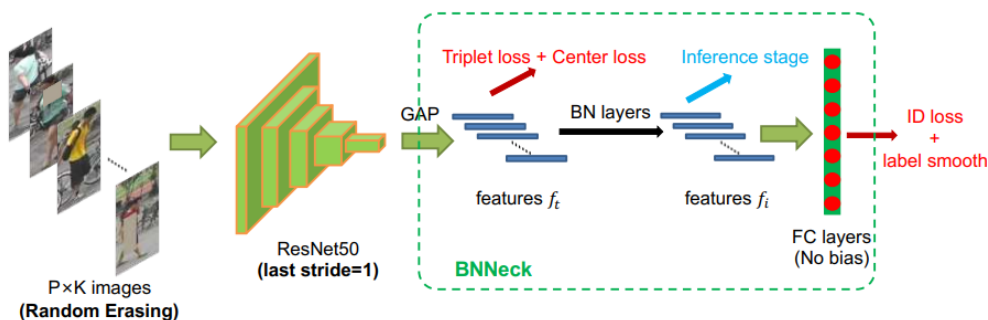 Triplet loss + Center loss
Inference stage
GAP
BN layers
ID loss
+
label smooth
features f_t
features f_i
ResNet50
(last stride=1)
BNNeck
FC layers
(No bias)
P×K images
(Random Erasing)